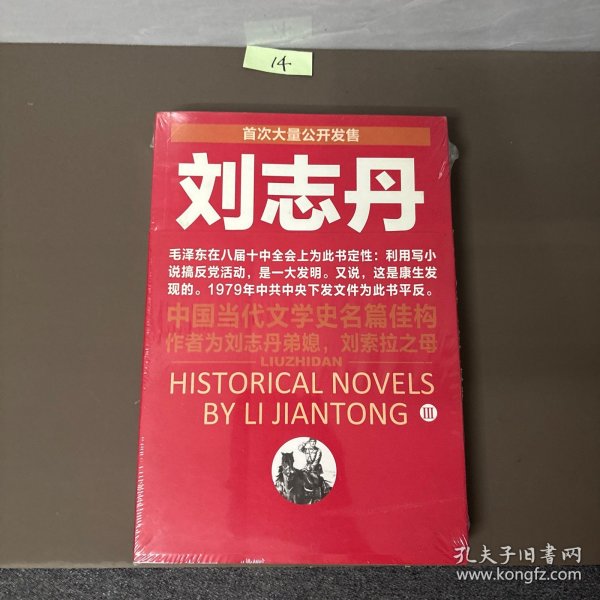 14
首次大量公开发售
刘志丹
毛泽东在八届十中全会上为此书定性：利用写小
说搞反党活动，是一大发明。又说，这是康生发
现的。1979年中共中央下发文件为此书平反。
中国当代文学史名篇佳构
作者为刘志丹弟媳，刘索拉之母
LIUZHIDAN
HISTORICAL NOVELS
BY LI JIANTONG III
孔夫子旧书网
www.kongfz.com